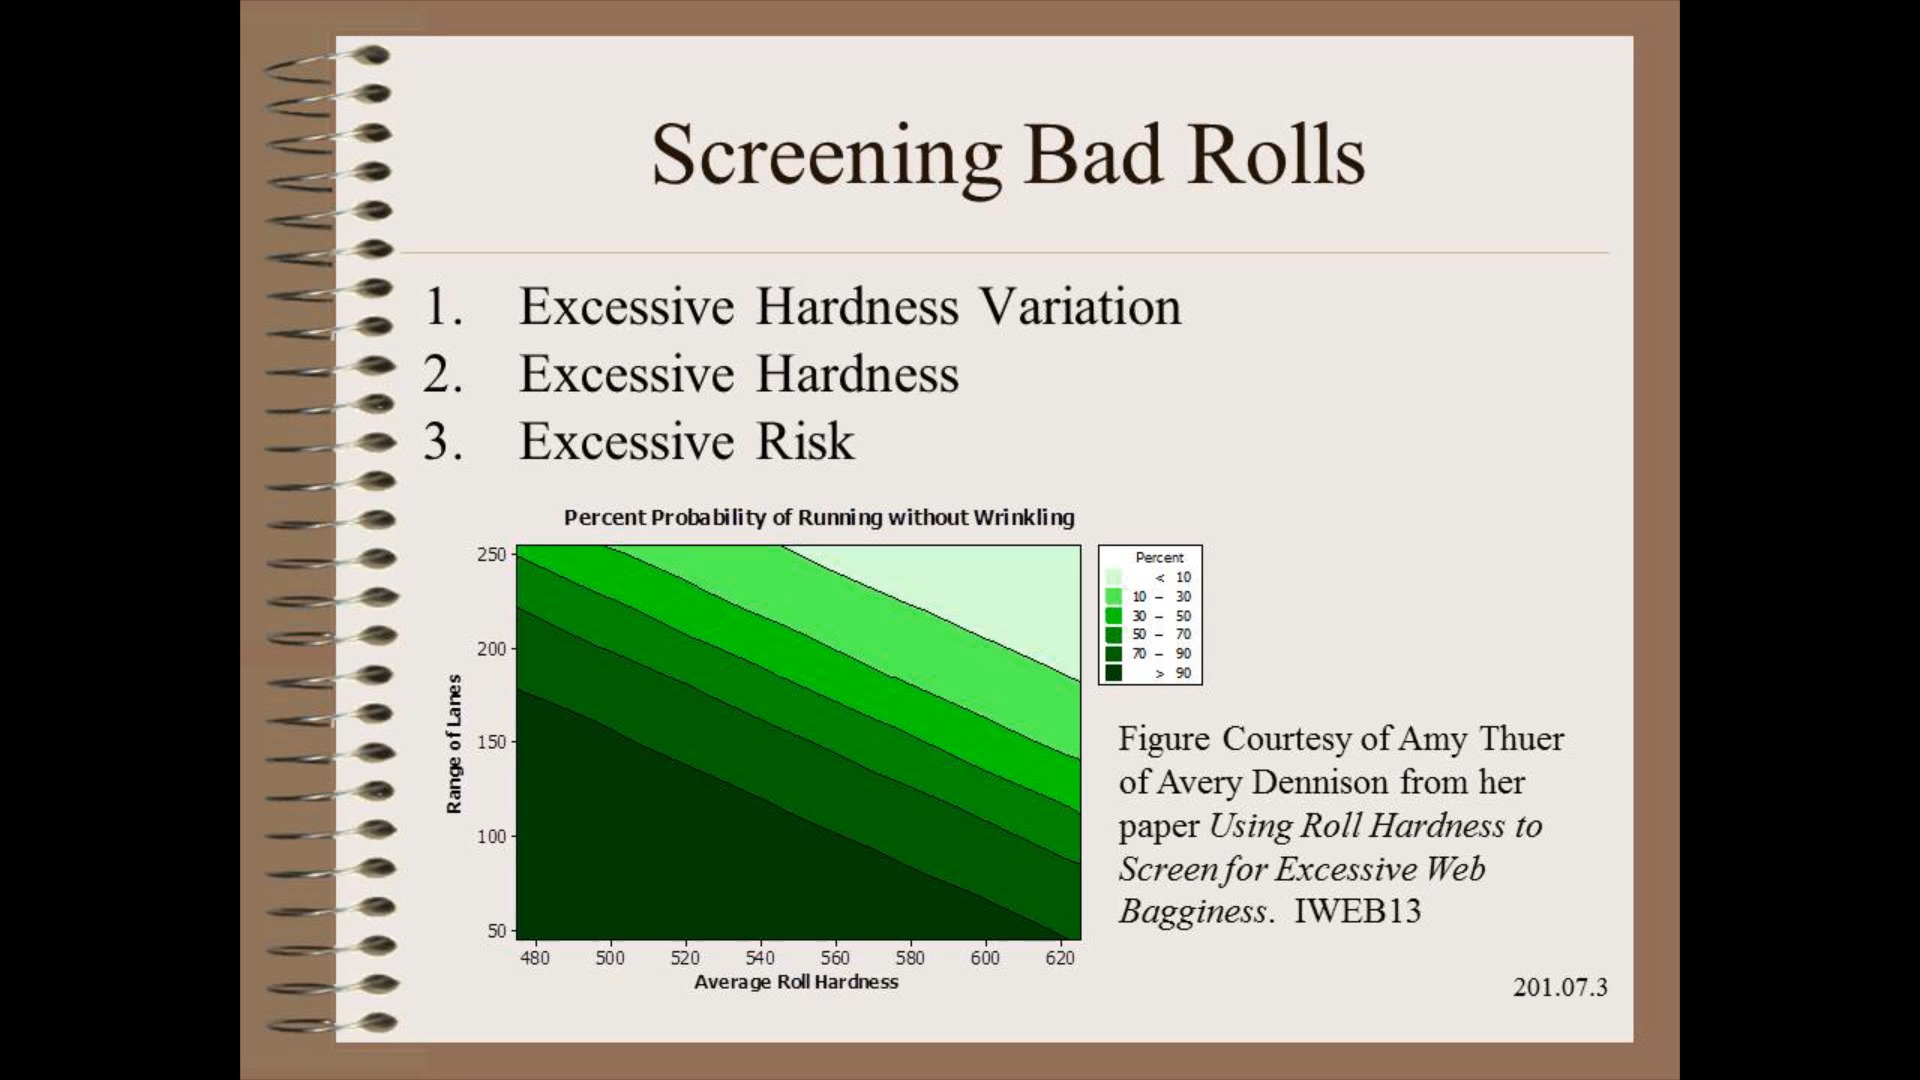 Screening Bad Rolls
1. Excessive Hardness Variation
2. Excessive Hardness
3. Excessive Risk
Percent Probability of Running without Wrinkling
Range of Lanes
250
200
150
100
50
480 500 520 540 560 580 600 620
Average Roll Hardness
Percent
< 10
10 – 30
30 – 50
50 – 70
70 – 90
> 90
Figure Courtesy of Amy Thuer
of Avery Dennison from her
paper Using Roll Hardness to
Screen for Excessive Web
Bagginess. IWEB13
201.07.3